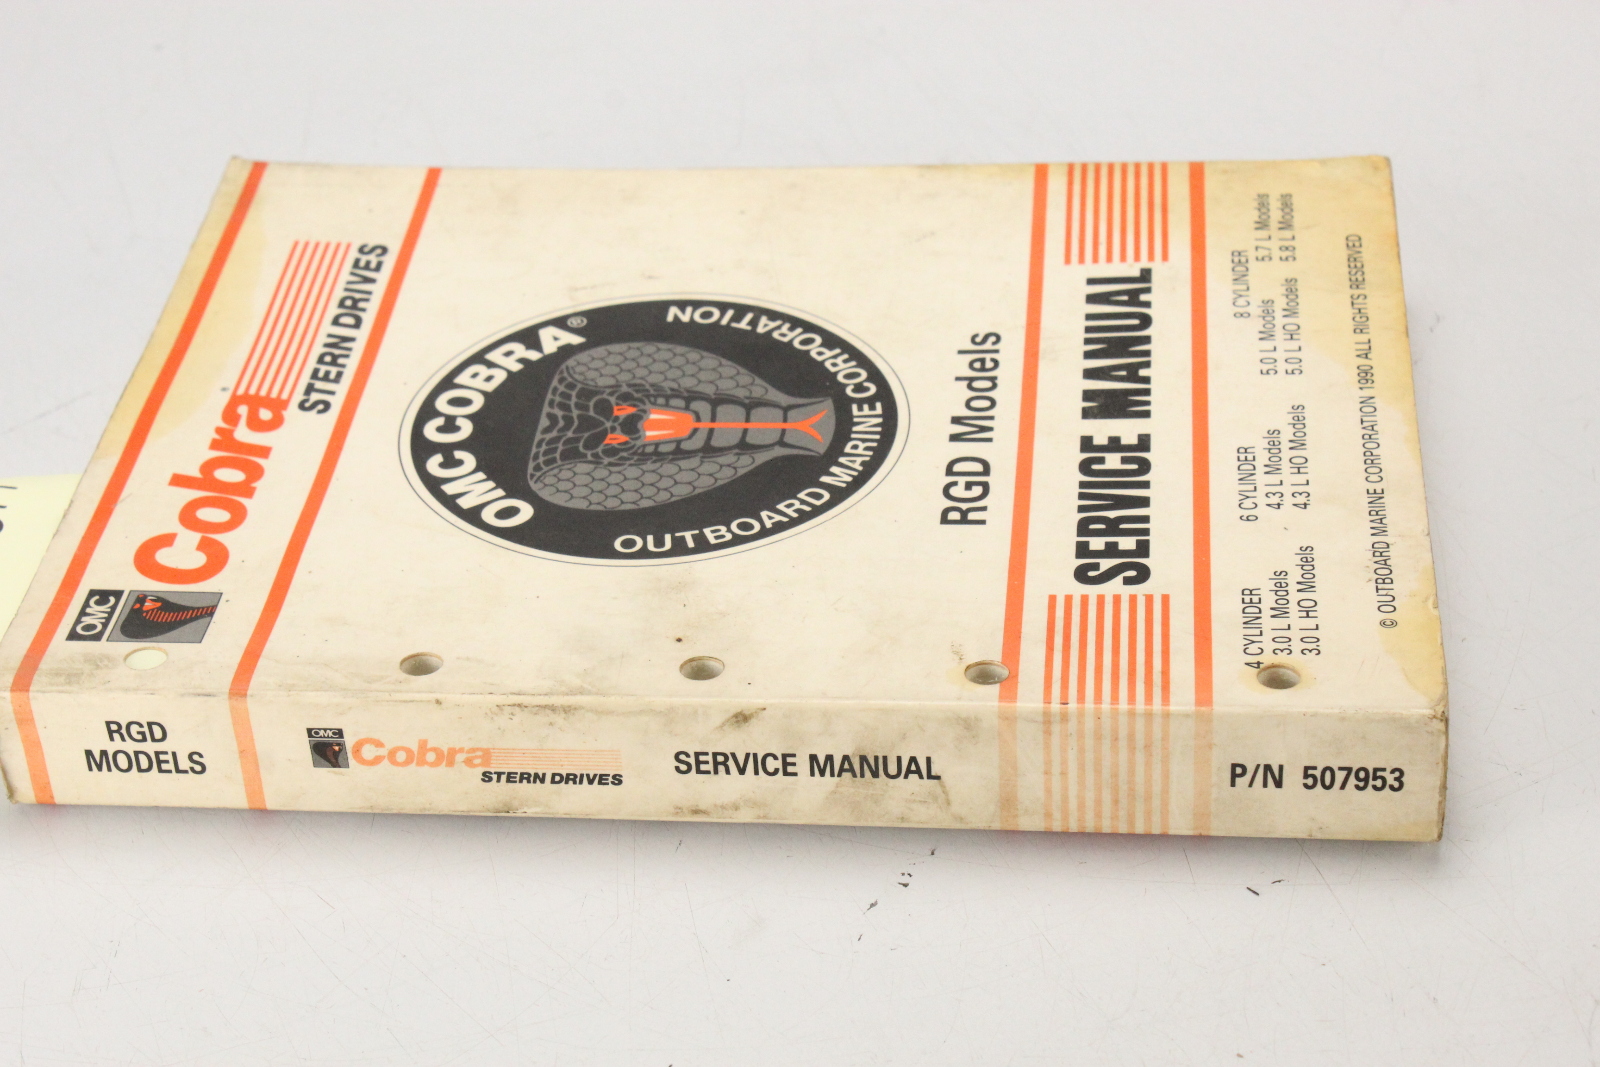 OMC
Cobra®
STERN DRIVES
OMC COBRA®
OUTBOARD MARINE CORPORATION
RGD Models
SERVICE MANUAL
4 CYLINDER 6 CYLINDER 8 CYLINDER
3.0 L Models 4.3 L Models 5.0 L Models 5.7 L Models
3.0 L HO Models 4.3 L HO Models 5.0 L HO Models 5.8 L Models
© OUTBOARD MARINE CORPORATION 1990 ALL RIGHTS RESERVED
RGD
MODELS
OMC
Cobra
STERN DRIVES
SERVICE MANUAL
P/N 507953